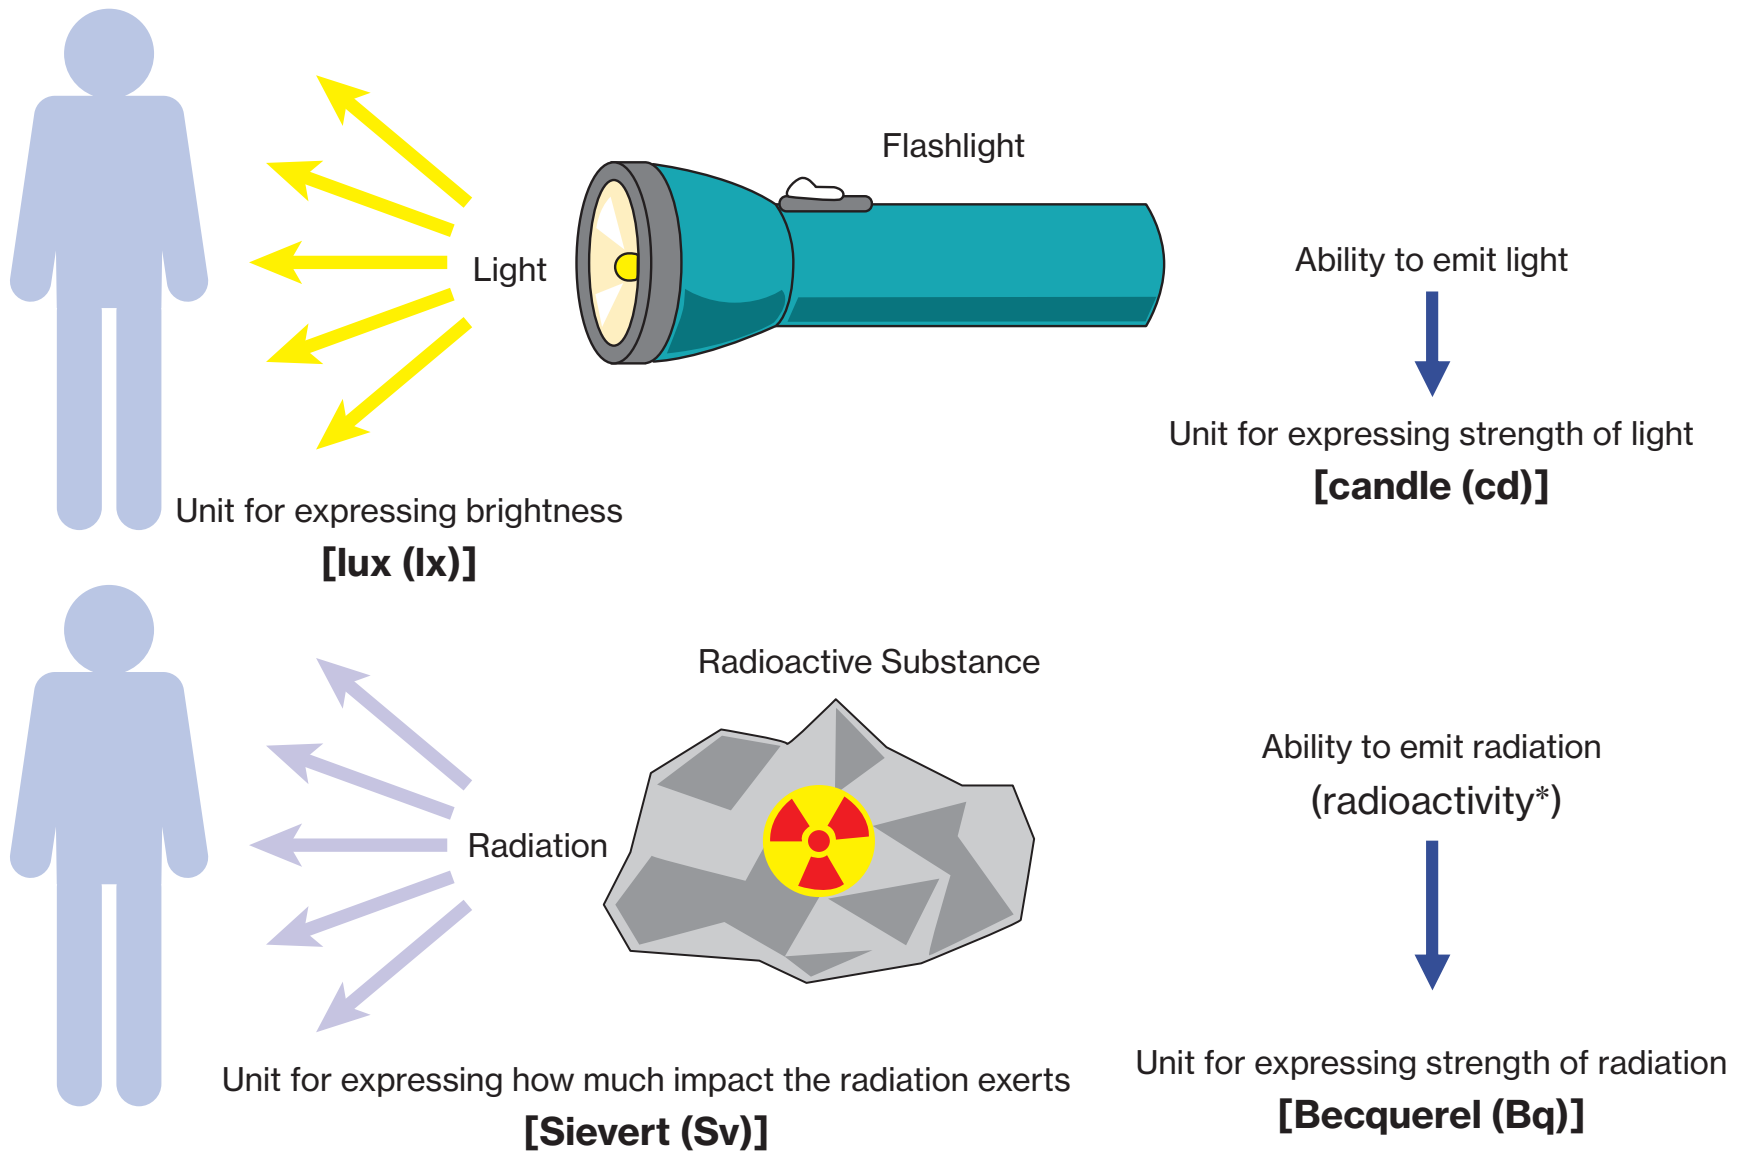 Flashlight
Light
Ability to emit light
Unit for expressing strength of light
[candle (cd)]
Unit for expressing brightness
[lux (lx)]
Radioactive Substance
Radiation
Ability to emit radiation
(radioactivity*)
Unit for expressing how much impact the radiation exerts
[Sievert (Sv)]
Unit for expressing strength of radiation
[Becquerel (Bq)]